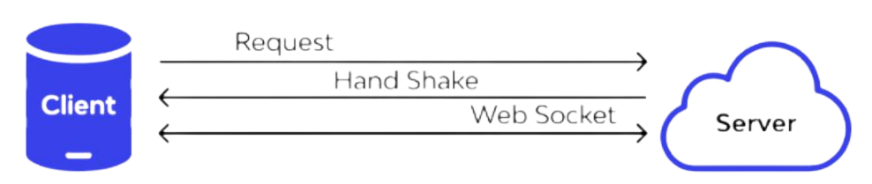 Request
Hand Shake
Web Socket
Client
Server